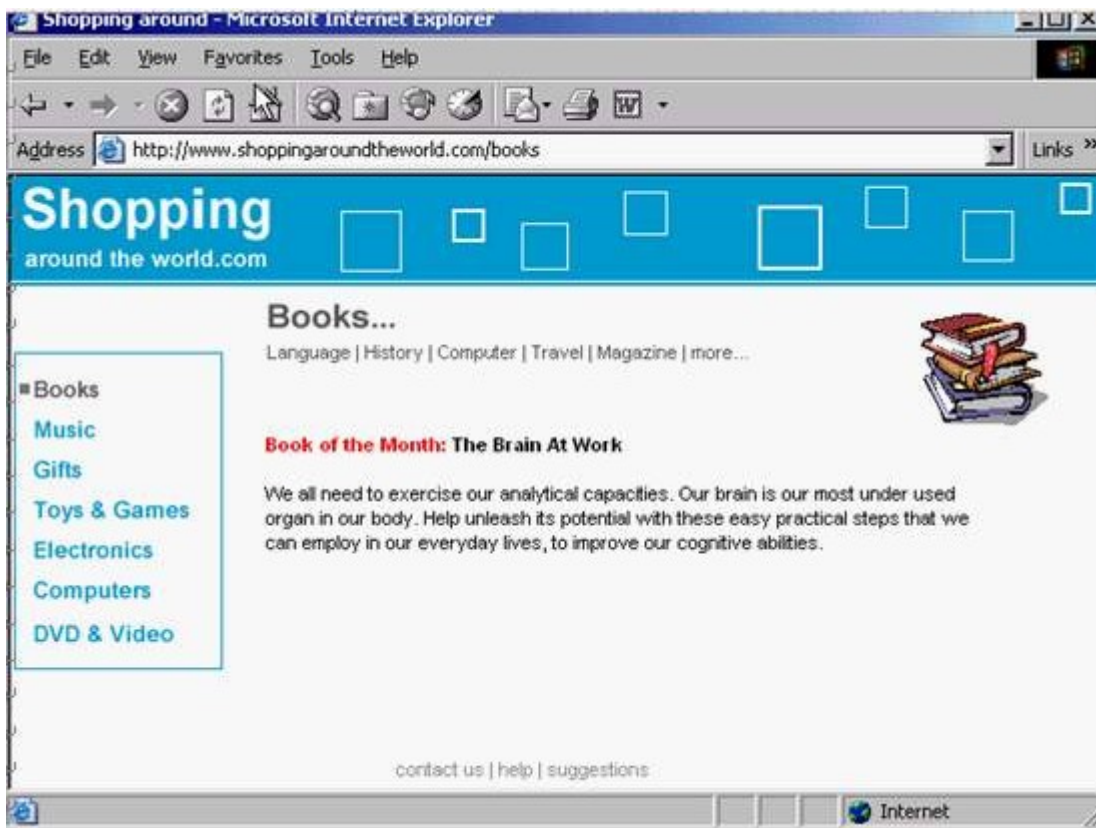 Shopping around - Microsoft Internet Explorer
File Edit View Favorites Tools Help
W
Address http://www.shoppingaroundtheworld.com/books Links »
Shopping
around the world.com
Books...
Language | History | Computer | Travel | Magazine | more...
Books
Music
Gifts
Toys & Games
Electronics
Computers
DVD & Video
Book of the Month: The Brain At Work
We all need to exercise our analytical capacities. Our brain is our most under used
organ in our body. Help unleash its potential with these easy practical steps that we
can employ in our everyday lives, to improve our cognitive abilities.
contact us | help | suggestions
Internet